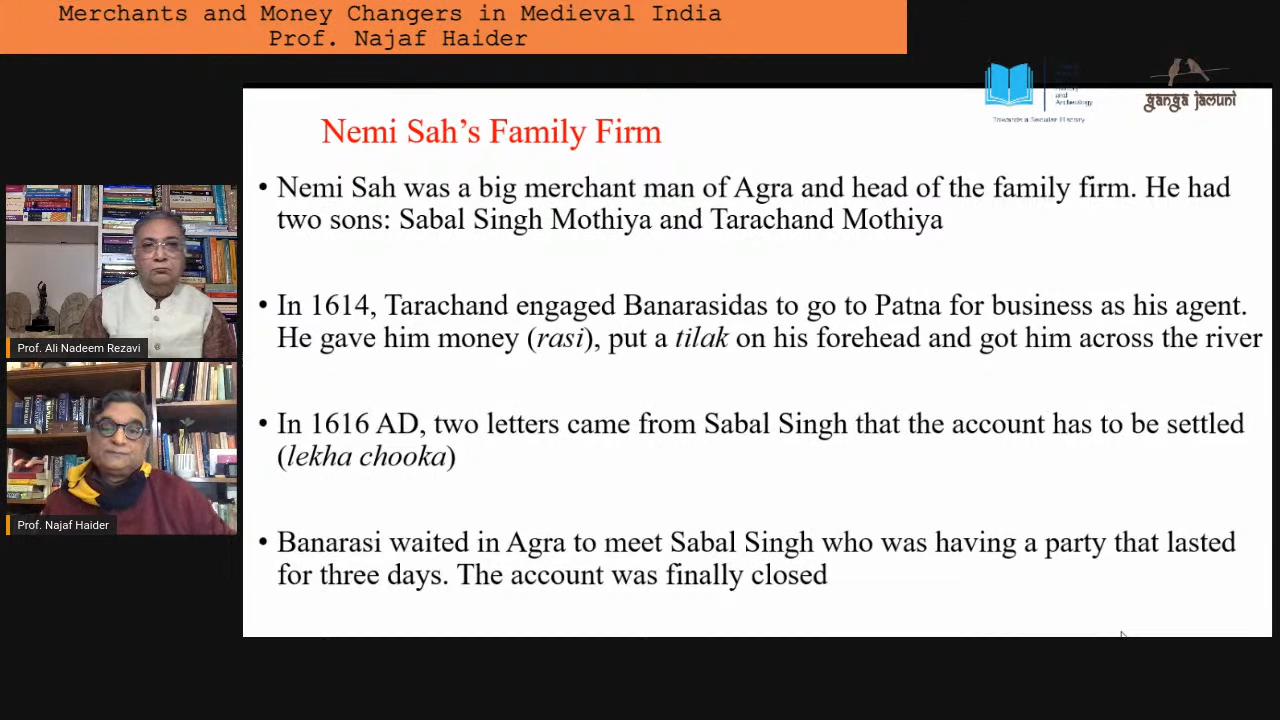 Merchants and Money Changers in Medieval India
Prof. Najaf Haider
and
Archeology
Towards a Secular History
ganga jamuni
Nemi Sah’s Family Firm
• Nemi Sah was a big merchant man of Agra and head of the family firm. He had
two sons: Sabal Singh Mothiya and Tarachand Mothiya
• In 1614, Tarachand engaged Banarasidas to go to Patna for business as his agent.
He gave him money (rasi), put a tilak on his forehead and got him across the river
• In 1616 AD, two letters came from Sabal Singh that the account has to be settled
(lekha chooka)
• Banarasi waited in Agra to meet Sabal Singh who was having a party that lasted
for three days. The account was finally closed
Prof. Ali Nadeem Rezavi
Prof. Najaf Haider